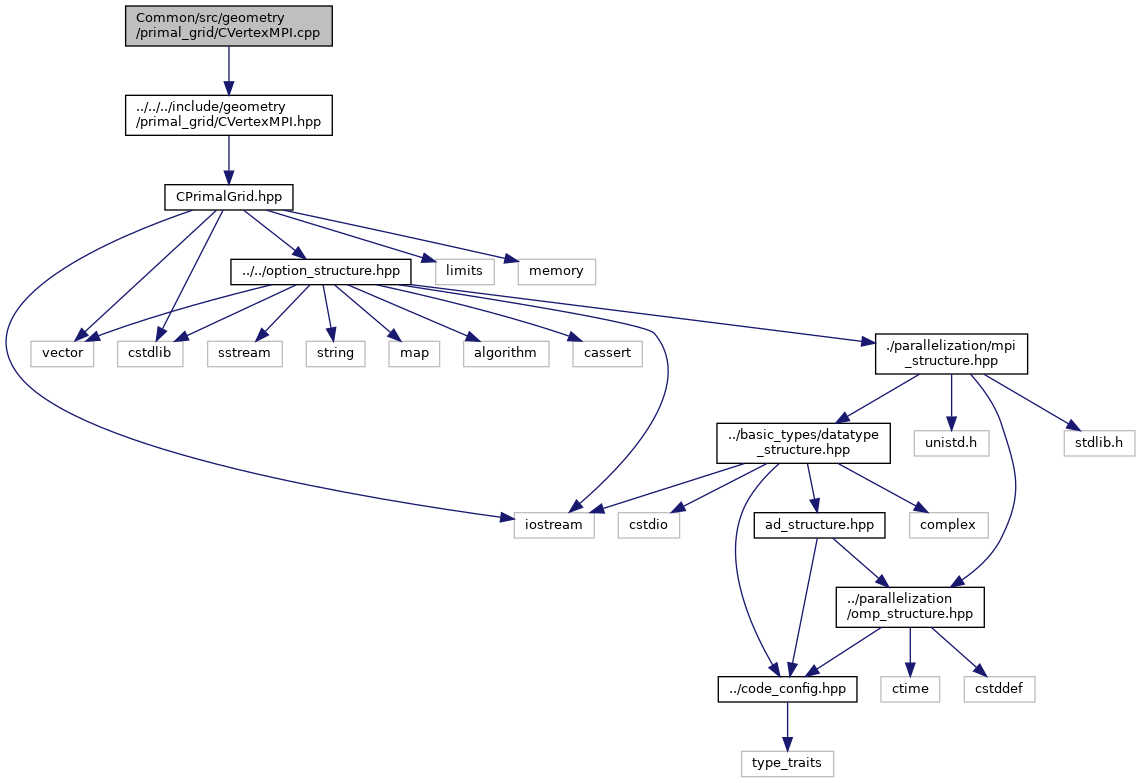 Common/src/geometry
/primal_grid/CVertexMPI.cpp
../../../include/geometry
/primal_grid/CVertexMPI.hpp
CPrimalGrid.hpp
../../option_structure.hpp
limits
memory
vector
cstdlib
sstream
string
map
algorithm
cassert
./parallelization/mpi
_structure.hpp
../basic_types/datatype
_structure.hpp
unistd.h
stdlib.h
iostream
cstdio
ad_structure.hpp
complex
../parallelization
/omp_structure.hpp
../code_config.hpp
ctime
cstddef
type_traits